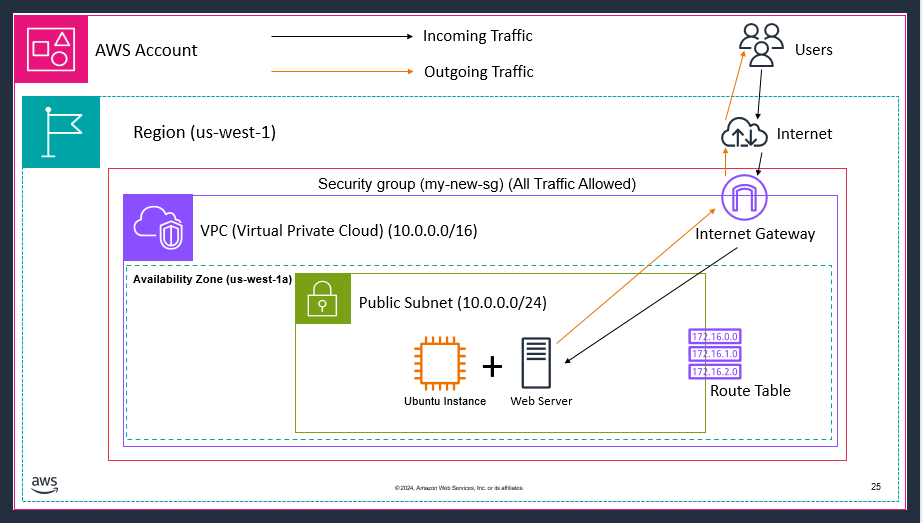 AWS Account
Incoming Traffic
Outgoing Traffic
Users
Region (us-west-1)
Internet
Security group (my-new-sg) (All Traffic Allowed)
VPC (Virtual Private Cloud) (10.0.0.0/16)
Internet Gateway
Availability Zone (us-west-1a)
Public Subnet (10.0.0.0/24)
172.16.0.0
172.16.1.0
172.16.2.0
Route Table
+
Ubuntu Instance
Web Server
aws
© 2024, Amazon Web Services, Inc. or its affiliates.
25